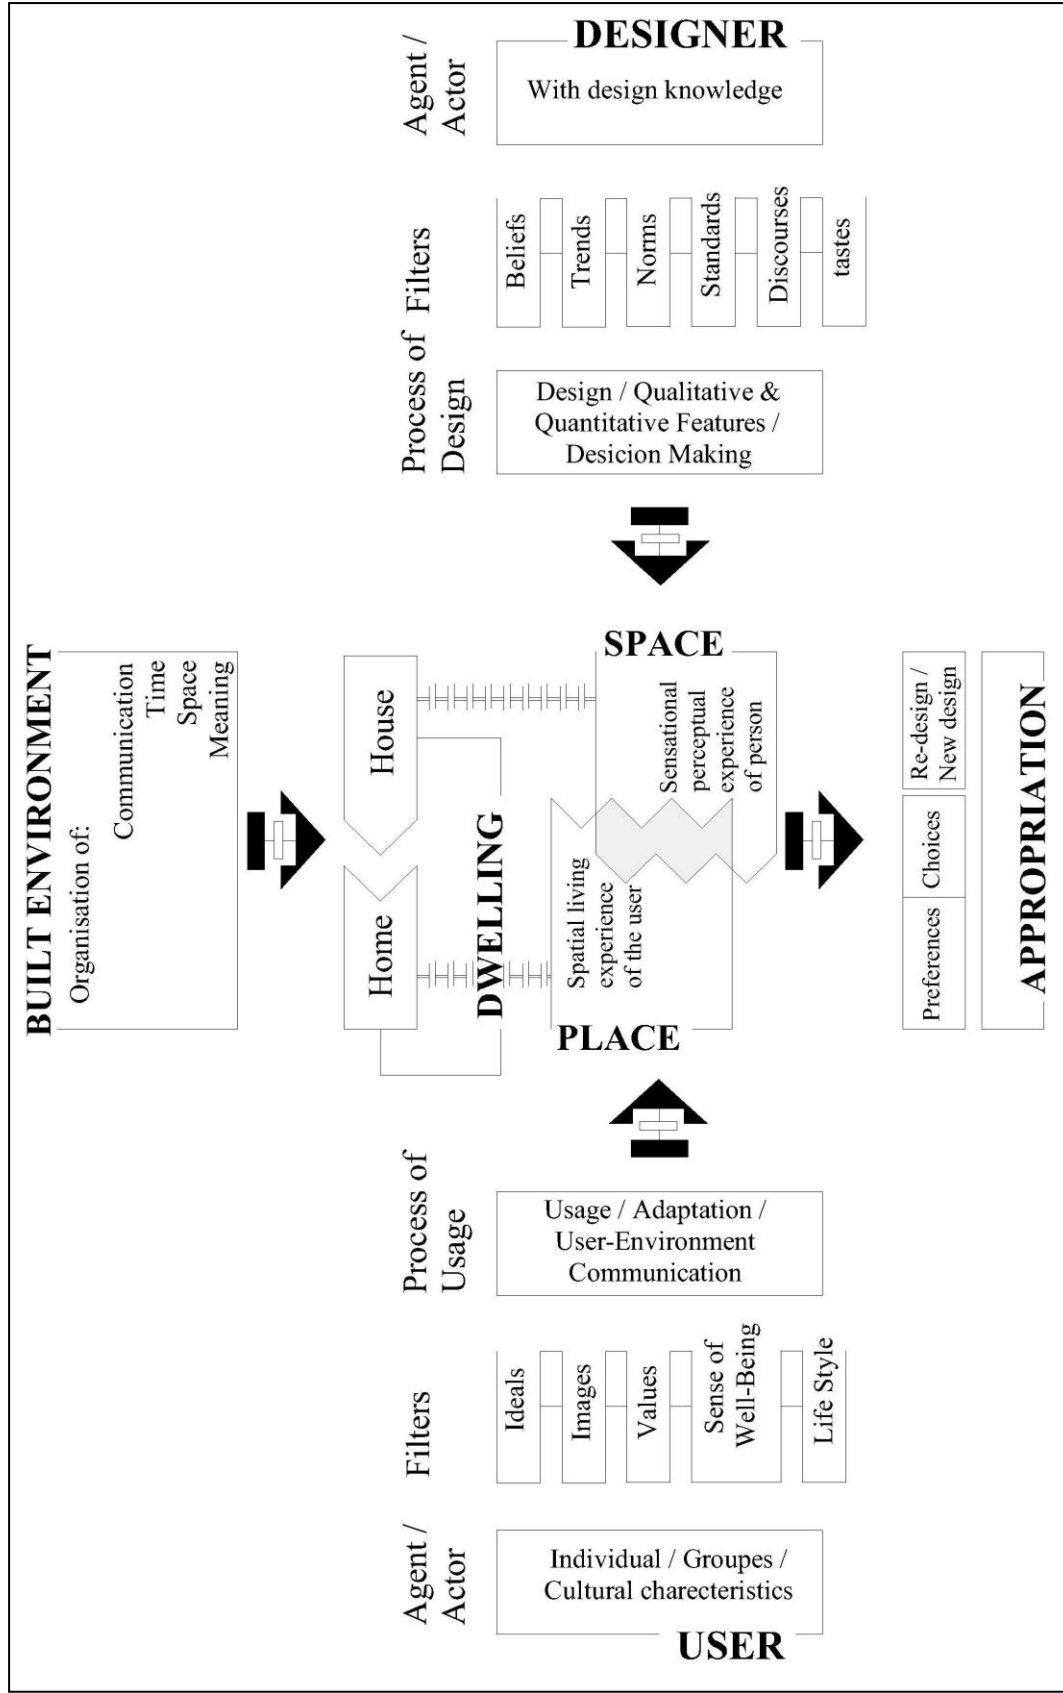 BUILT ENVIRONMENT
Organisation of:
Communication
Time
Space
Meaning
Home
House
DWELLING
Agent /
Actor
Filters
Process of
Usage
Process of
Design
Filters
Agent /
Actor
Individual / Groupes /
Cultural charecteristics
USER
Ideals
Images
Values
Sense of
Well-Being
Life Style
Usage / Adaptation /
User-Environment
Communication
PLACE
Spatial living
experience
of the user
SPACE
Sensational
perceptual
experience
of person
Design / Qualitative &
Quantitative Features /
Desicion Making
Beliefs
Trends
Norms
Standards
Discourses
tastes
DESIGNER
With design knowledge
Preferences
Choices
Re-design /
New design
APPROPRIATION